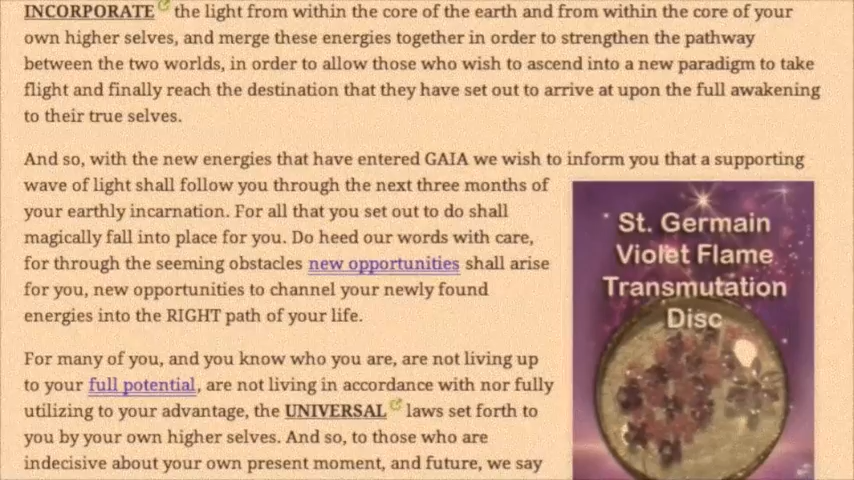 INCORPORATE the light from within the core of the earth and from within the core of your
own higher selves, and merge these energies together in order to strengthen the pathway
between the two worlds, in order to allow those who wish to ascend into a new paradigm to take
flight and finally reach the destination that they have set out to arrive at upon the full awakening
to their true selves.
And so, with the new energies that have entered GAIA we wish to inform you that a supporting
wave of light shall follow you through the next three months of
your earthly incarnation. For all that you set out to do shall
magically fall into place for you. Do heed our words with care,
for through the seeming obstacles new opportunities shall arise
for you, new opportunities to channel your newly found
energies into the RIGHT path of your life.
For many of you, and you know who you are, are not living up
to your full potential, are not living in accordance with nor fully
utilizing to your advantage, the UNIVERSAL laws set forth to
you by your own higher selves. And so, to those who are
indecisive about your own present moment, and future, we say
St. Germain
Violet Flame
Transmutation
Disc